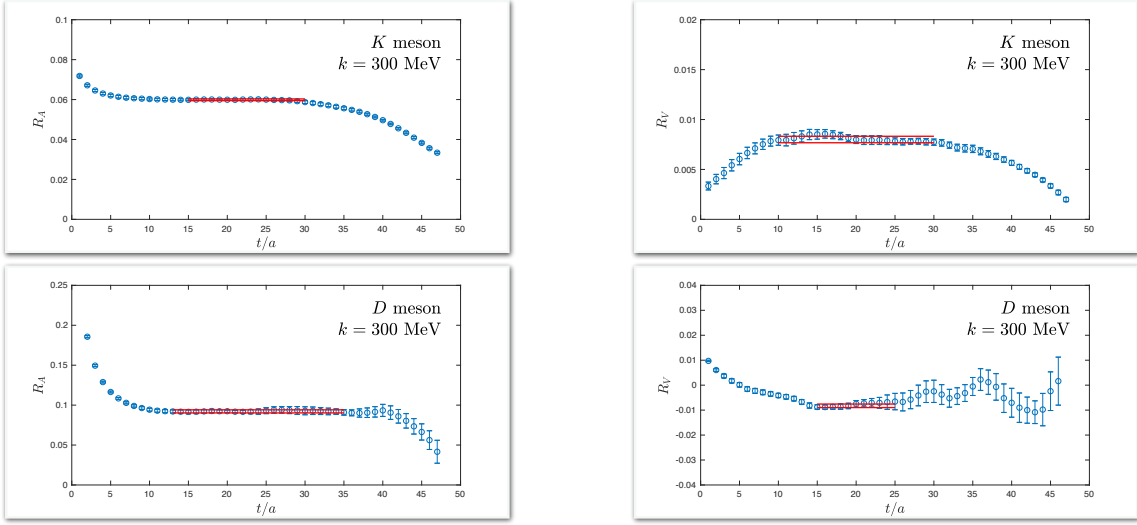 0.1
0.08
0.06
0.04
0.02
0
R_A
K meson
k = 300 MeV
0 5 10 15 20 25 30 35 40 45 50
t/a
0.02
0.015
0.01
0.005
0
R_V
K meson
k = 300 MeV
0 5 10 15 20 25 30 35 40 45 50
t/a
0.25
0.2
0.15
0.1
0.05
0
R_A
D meson
k = 300 MeV
0 5 10 15 20 25 30 35 40 45 50
t/a
0.04
0.03
0.02
0.01
0
-0.01
-0.02
-0.03
-0.04
R_V
D meson
k = 300 MeV
0 5 10 15 20 25 30 35 40 45 50
t/a